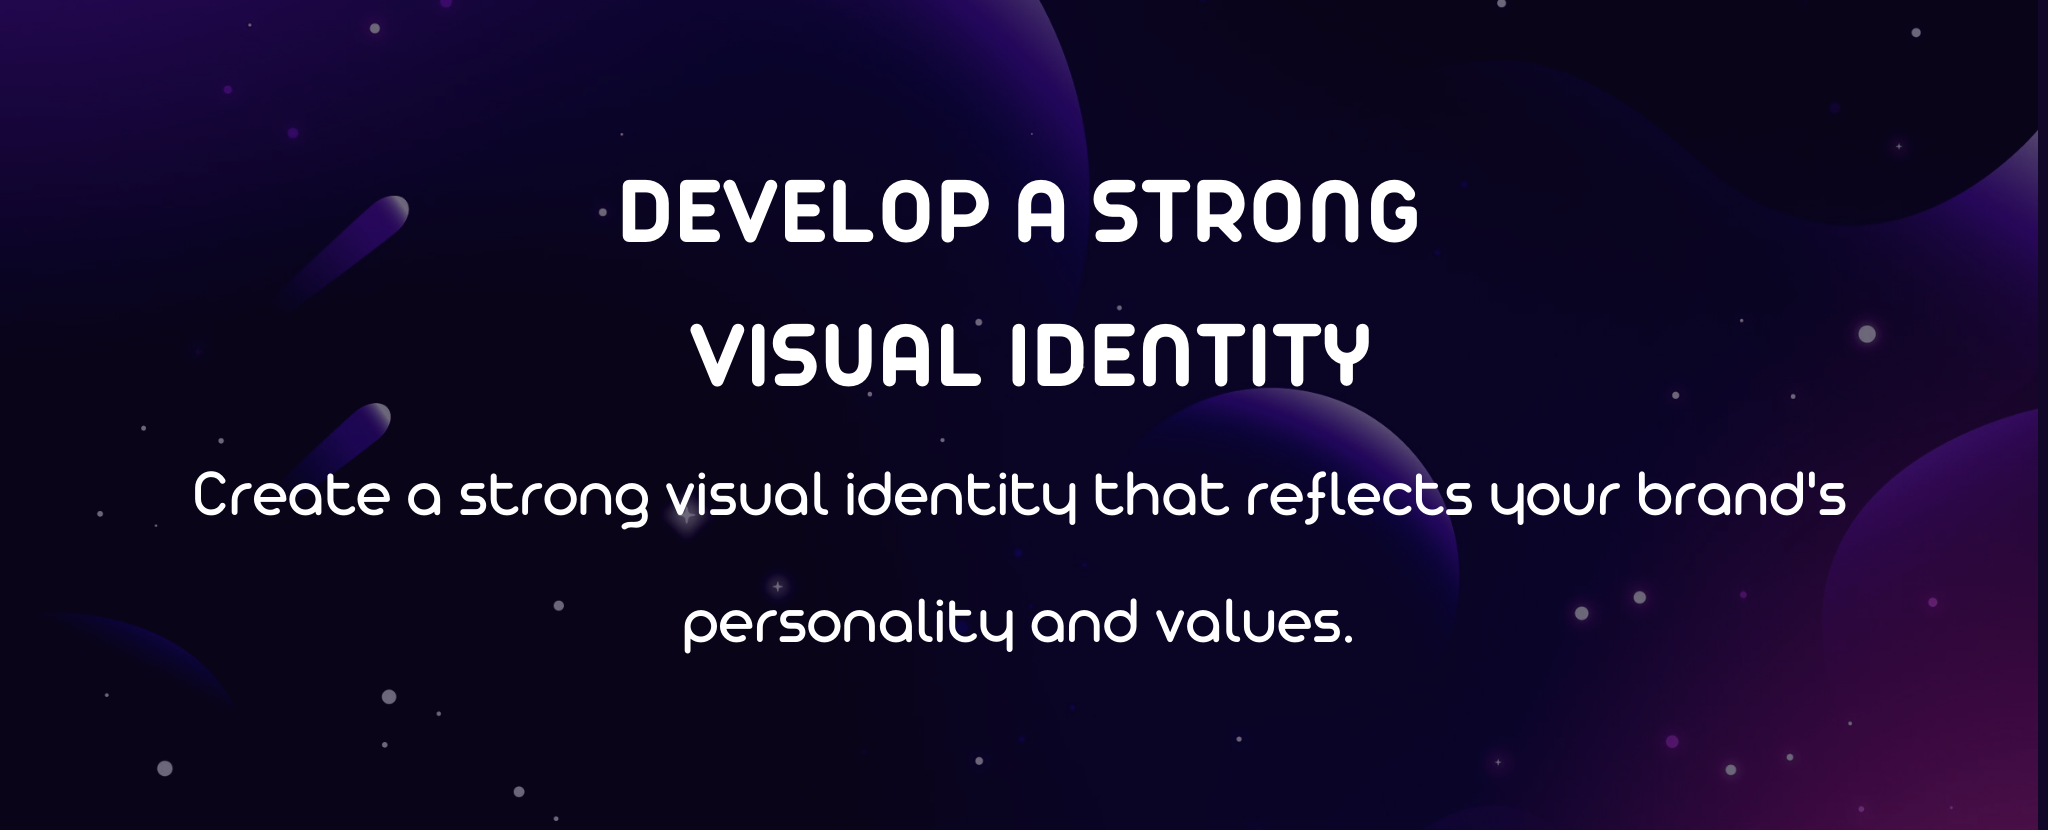 DEVELOP A STRONG
VISUAL IDENTITY
Create a strong visual identity that reflects your brand's
personality and values.